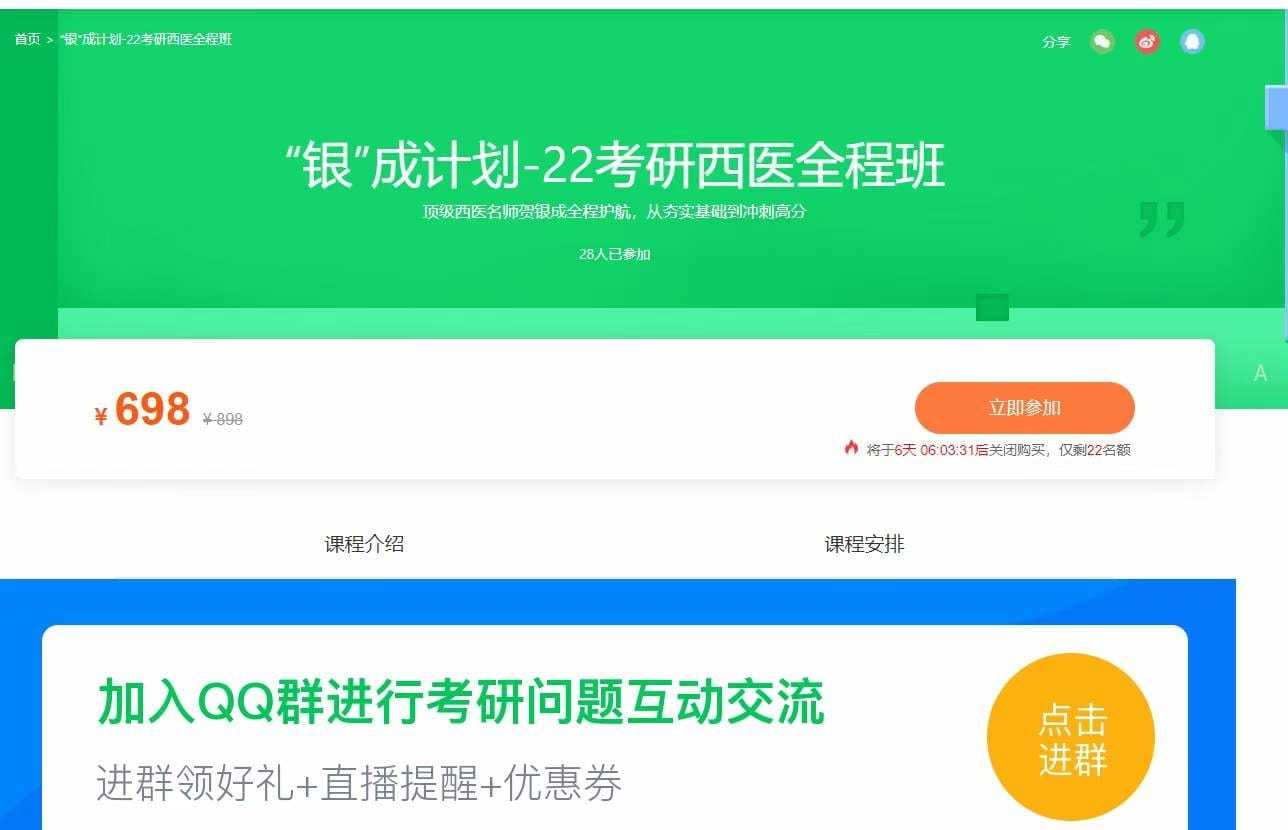 首页 > “银”成计划-22考研西医全程班
分享
“银”成计划-22考研西医全程班
顶级西医名师贺银成全程护航，从夯实基础到冲刺高分
28人已参加
”
A
¥ 698 ¥ 898
立即参加
将于6天 06:03:31后关闭购买，仅剩22名额
课程介绍 课程安排
加入QQ群进行考研问题互动交流
进群领好礼+直播提醒+优惠券
点击
进群